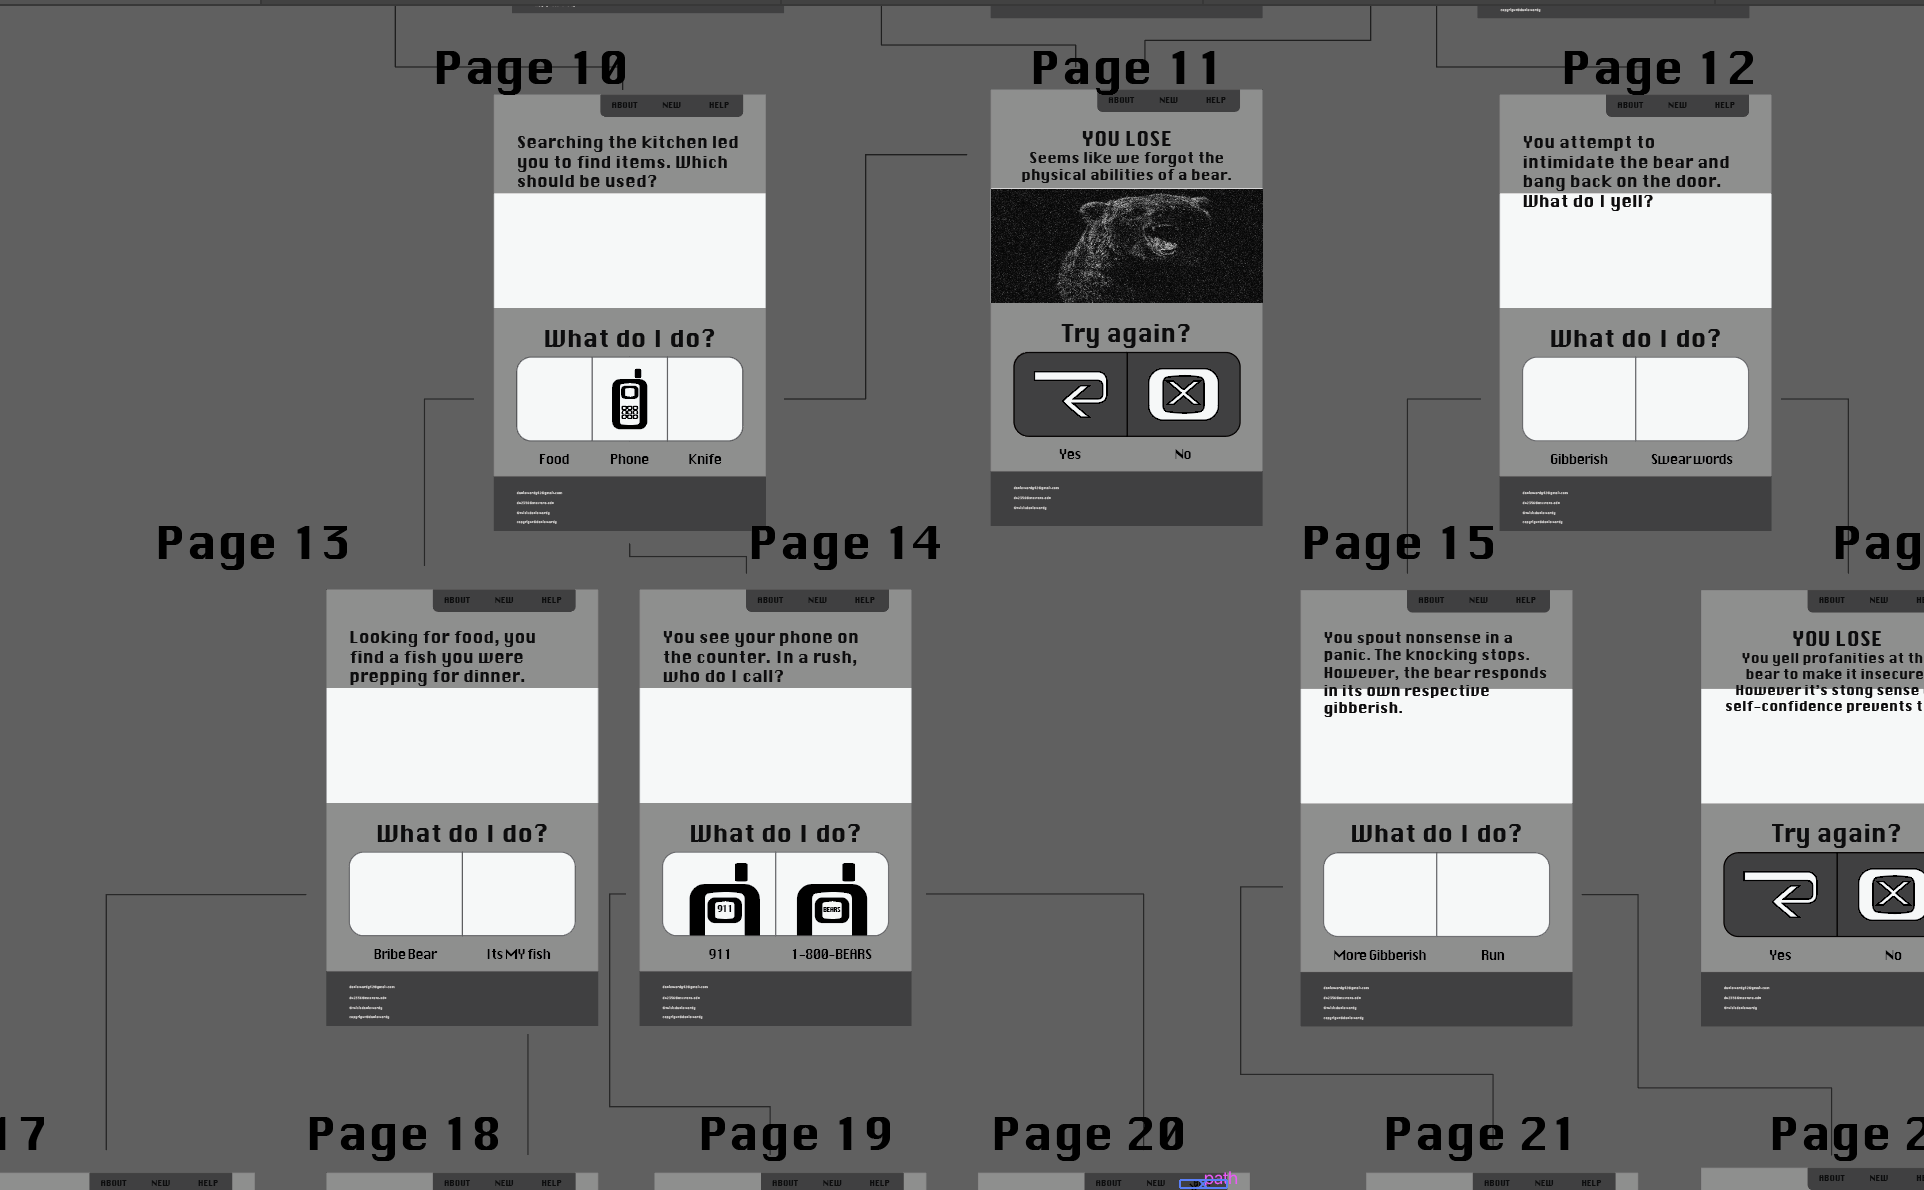 Page 10
ABOUT NEW HELP
Searching the kitchen led
you to find items. Which
should be used?
What do I do?
Food Phone Knife
Page 11
ABOUT NEW HELP
YOU LOSE
Seems like we forgot the
physical abilities of a bear.
Try again?
Yes No
Page 12
ABOUT NEW HELP
You attempt to
intimidate the bear and
bang back on the door.
What do I yell?
What do I do?
Gibberish Swear words
Page 13
ABOUT NEW HELP
Looking for food, you
find a fish you were
prepping for dinner.
What do I do?
Bribe Bear Its MY fish
Page 14
ABOUT NEW HELP
You see your phone on
the counter. In a rush,
who do I call?
What do I do?
911 BEARS
911 1-800-BEARS
Page 15
ABOUT NEW HELP
You spout nonsense in a
panic. The knocking stops.
However, the bear responds
in its own respective
gibberish.
What do I do?
More Gibberish Run
Pag
ABOUT NEW
YOU LOSE
You yell profanities at th
bear to make it insecure
However it's stong sense
self-confidence prevents t
Try again?
Yes No
17
ABOUT NEW HELP
Page 18
ABOUT NEW HELP
Page 19
ABOUT NEW HELP
Page 20
ABOUT NEW
path
Page 21
ABOUT NEW HELP
Page 2
ABOUT NEW